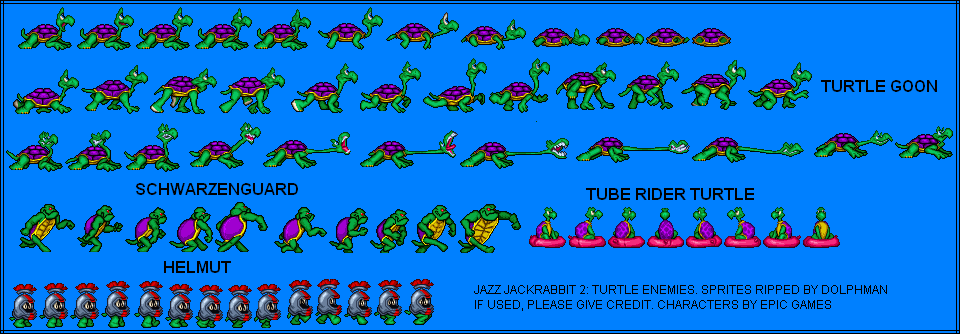 TURTLE GOON
SCHWARZENGUARD
TUBE RIDER TURTLE
HELMUT
JAZZ JACKRABBIT 2: TURTLE ENEMIES. SPRITES RIPPED BY DOLPHMAN
IF USED, PLEASE GIVE CREDIT. CHARACTERS BY EPIC GAMES